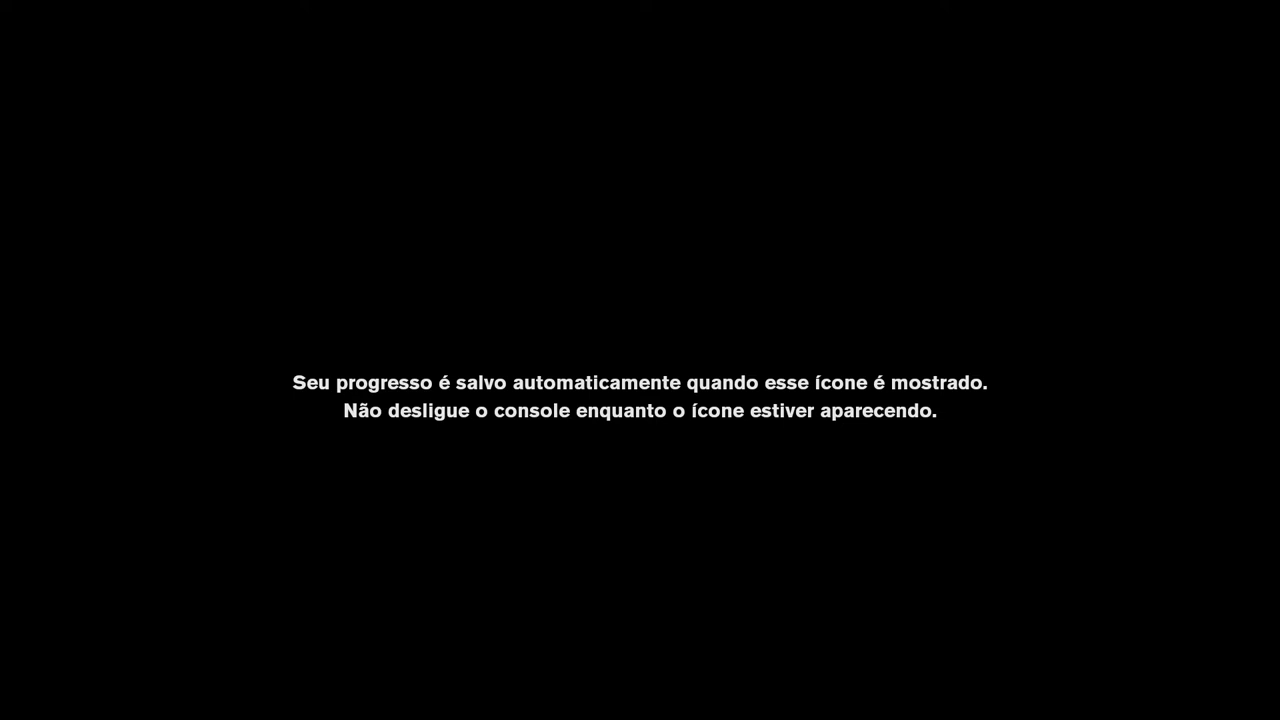 Seu progresso é salvo automaticamente quando esse ícone é mostrado.
Não desligue o console enquanto o ícone estiver aparecendo.